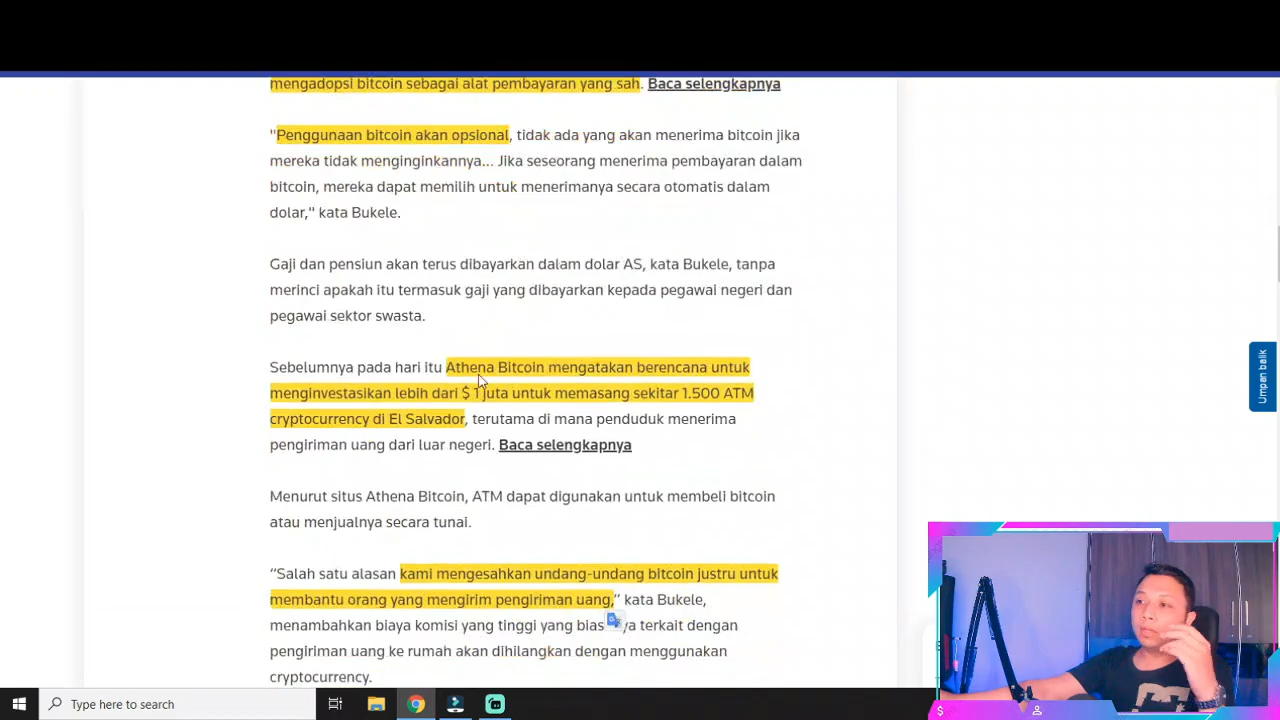 mengadopsi bitcoin sebagai alat pembayaran yang sah. Baca selengkapnya
"Penggunaan bitcoin akan opsional, tidak ada yang akan menerima bitcoin jika
mereka tidak menginginkannya... Jika seseorang menerima pembayaran dalam
bitcoin, mereka dapat memilih untuk menerimanya secara otomatis dalam
dolar," kata Bukele.
Gaji dan pensiun akan terus dibayarkan dalam dolar AS, kata Bukele, tanpa
merinci apakah itu termasuk gaji yang dibayarkan kepada pegawai negeri dan
pegawai sektor swasta.
Sebelumnya pada hari itu Athena Bitcoin mengatakan berencana untuk
menginvestasikan lebih dari $ 1 juta untuk memasang sekitar 1.500 ATM
cryptocurrency di El Salvador, terutama di mana penduduk menerima
pengiriman uang dari luar negeri. Baca selengkapnya
Menurut situs Athena Bitcoin, ATM dapat digunakan untuk membeli bitcoin
atau menjualnya secara tunai.
“Salah satu alasan kami mengesahkan undang-undang bitcoin justru untuk
membantu orang yang mengirim pengiriman uang,” kata Bukele,
menambahkan biaya komisi yang tinggi yang terkait dengan
pengiriman uang ke rumah akan dihilangkan dengan menggunakan
cryptocurrency.
Umpan balik
Type here to search